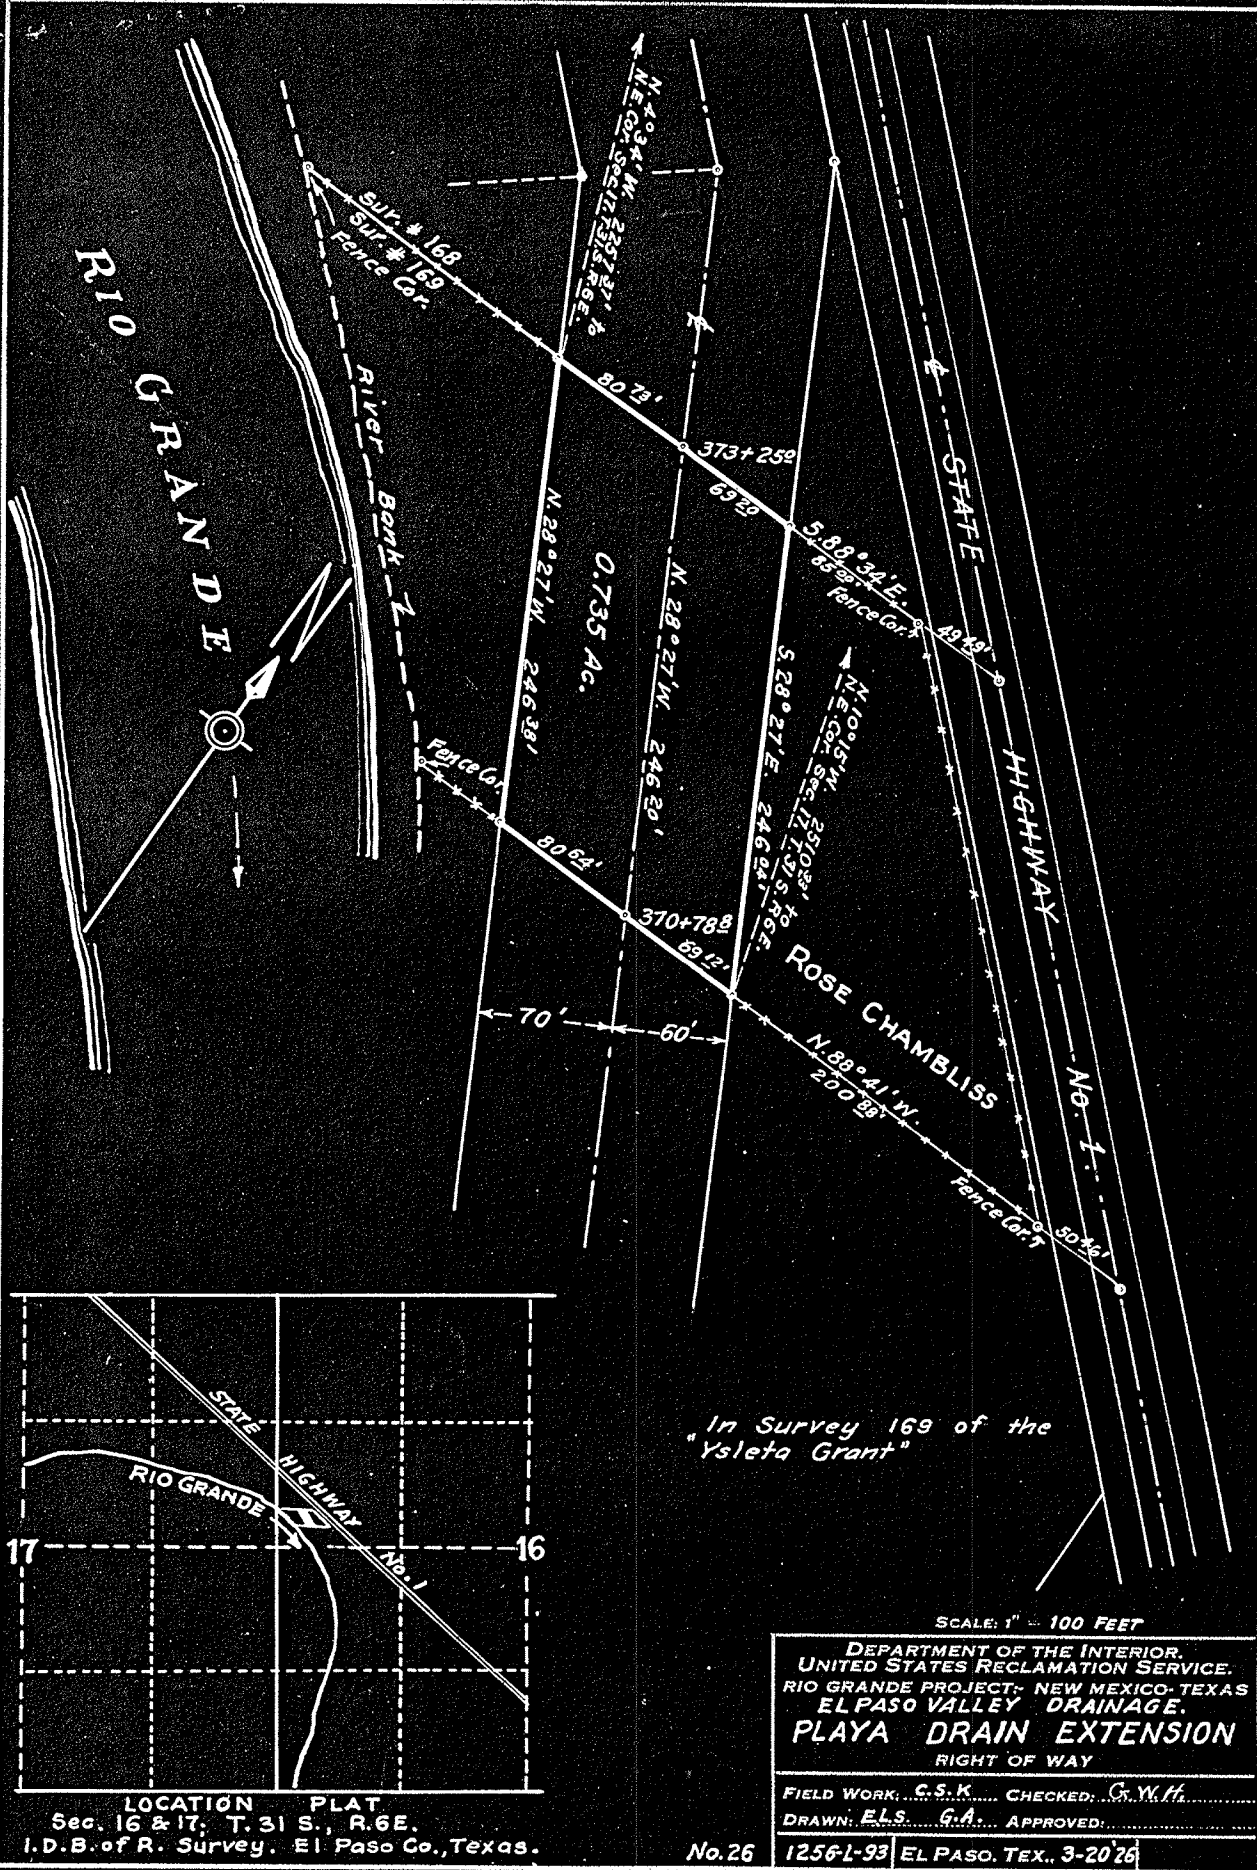 RIO GRANDE
River Bank
Sur. # 168
Sur. # 169
Fence Cor.
N. 4° 34' W. 2257.37' to
N.E. Cor. Sec. 17, T.31 S. R6E.
80.73'
373+25.0
69.20
S. 88° 34' E.
85.00'
Fence Cor.
49.49'
℄ STATE HIGHWAY No. 1.
N. 28° 27' W. 246.38'
0.735 Ac.
N. 28° 27' W. 246.20'
S. 28° 27' E. 246.04'
N. 10° 15' W. 2510.33' to
N.E. Cor. Sec. 17, T. 31 S. R6E.
Fence Cor.
80.64'
370+78.8
69.12'
70'
60'
ROSE CHAMBLISS
N. 88° 41' W.
200.88'
Fence Cor.
50.46'
In Survey 169 of the
"Ysleta Grant"
STATE HIGHWAY No. 1
RIO GRANDE
17
16
LOCATION PLAT
Sec. 16 & 17, T. 31 S., R. 6E.
I.D.B. of R. Survey. El Paso Co., Texas.
No. 26
SCALE: 1" - 100 FEET
DEPARTMENT OF THE INTERIOR.
UNITED STATES RECLAMATION SERVICE.
RIO GRANDE PROJECT:- NEW MEXICO-TEXAS
EL PASO VALLEY DRAINAGE.
PLAYA DRAIN EXTENSION
RIGHT OF WAY
FIELD WORK: C.S.K. CHECKED: G.W.H.
DRAWN: E.L.S. G.A. APPROVED:
1256-L-93 EL PASO. TEX., 3-20'26